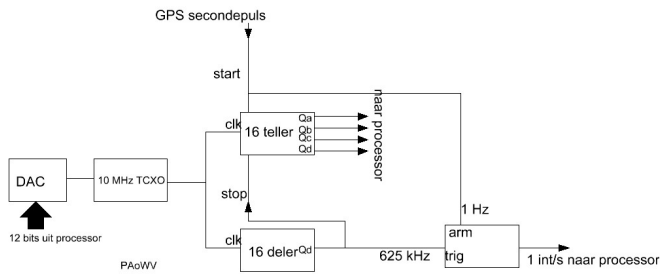 GPS secondepuls
start
clk
16 teller
Qa
Qb
Qc
Qd
naar processor
DAC
10 MHz TCXO
stop
1 Hz
12 bits uit processor
clk
16 deler
Qd
625 kHz
arm
trig
1 int/s naar processor
PAoWV